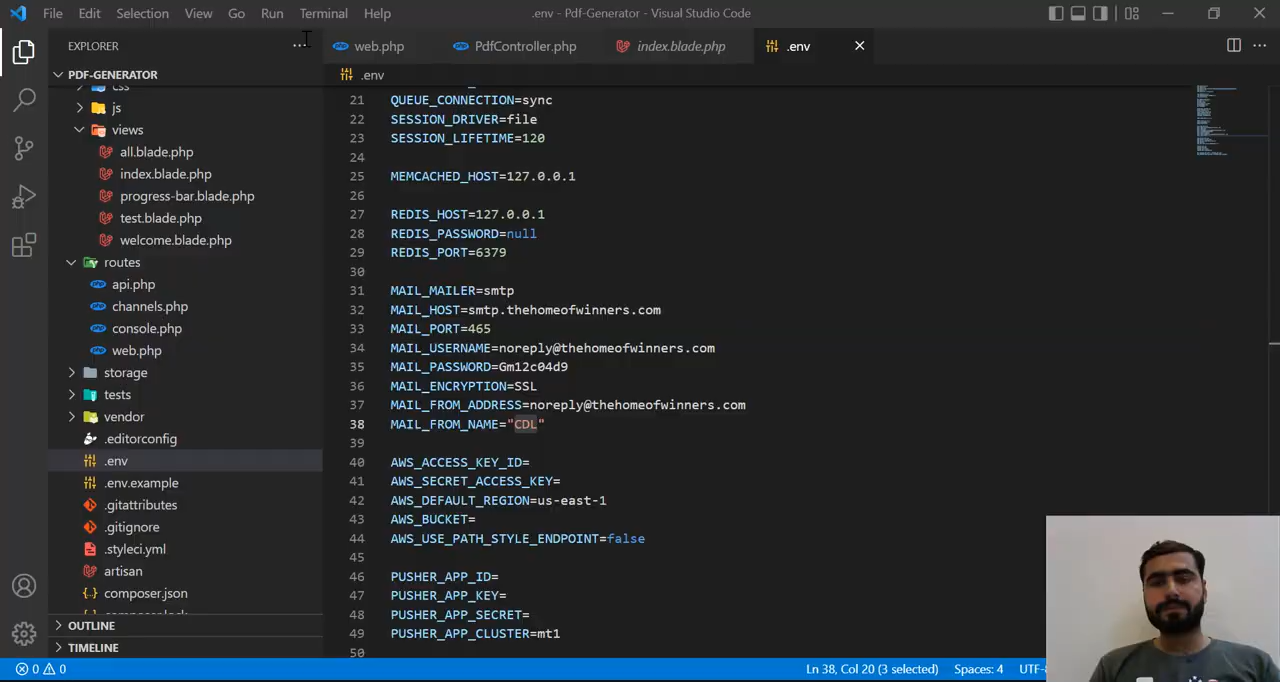 File Edit Selection View Go Run Terminal Help
.env - Pdf-Generator - Visual Studio Code
EXPLORER
web.php PdfController.php index.blade.php .env
PDF-GENERATOR
.env
css
js
views
all.blade.php
index.blade.php
progress-bar.blade.php
test.blade.php
welcome.blade.php
routes
api.php
channels.php
console.php
web.php
storage
tests
vendor
.editorconfig
.env
.env.example
.gitattributes
.gitignore
.styleci.yml
artisan
composer.json
composer.lock
OUTLINE
TIMELINE
21 QUEUE_CONNECTION=sync
22 SESSION_DRIVER=file
23 SESSION_LIFETIME=120
24
25 MEMCACHED_HOST=127.0.0.1
26
27 REDIS_HOST=127.0.0.1
28 REDIS_PASSWORD=null
29 REDIS_PORT=6379
30
31 MAIL_MAILER=smtp
32 MAIL_HOST=smtp.thehomeofwinners.com
33 MAIL_PORT=465
34 MAIL_USERNAME=noreply@thehomeofwinners.com
35 MAIL_PASSWORD=Gm12c04d9
36 MAIL_ENCRYPTION=SSL
37 MAIL_FROM_ADDRESS=noreply@thehomeofwinners.com
38 MAIL_FROM_NAME="CDL"
39
40 AWS_ACCESS_KEY_ID=
41 AWS_SECRET_ACCESS_KEY=
42 AWS_DEFAULT_REGION=us-east-1
43 AWS_BUCKET=
44 AWS_USE_PATH_STYLE_ENDPOINT=false
45
46 PUSHER_APP_ID=
47 PUSHER_APP_KEY=
48 PUSHER_APP_SECRET=
49 PUSHER_APP_CLUSTER=mt1
50
0 0 Ln 38, Col 20 (3 selected) Spaces: 4 UTF-8